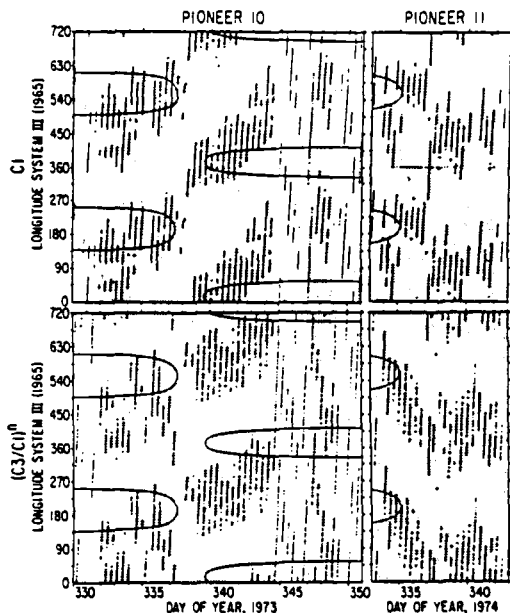 PIONEER 10
PIONEER 11
720
630
540
450
360
270
180
90
0
C1
LONGITUDE SYSTEM III (1965)
720
630
540
450
360
270
180
90
0
(C3/C1)ⁿ
LONGITUDE SYSTEM III (1965)
330 335 340 345 350
335 340
DAY OF YEAR, 1973
DAY OF YEAR, 1974